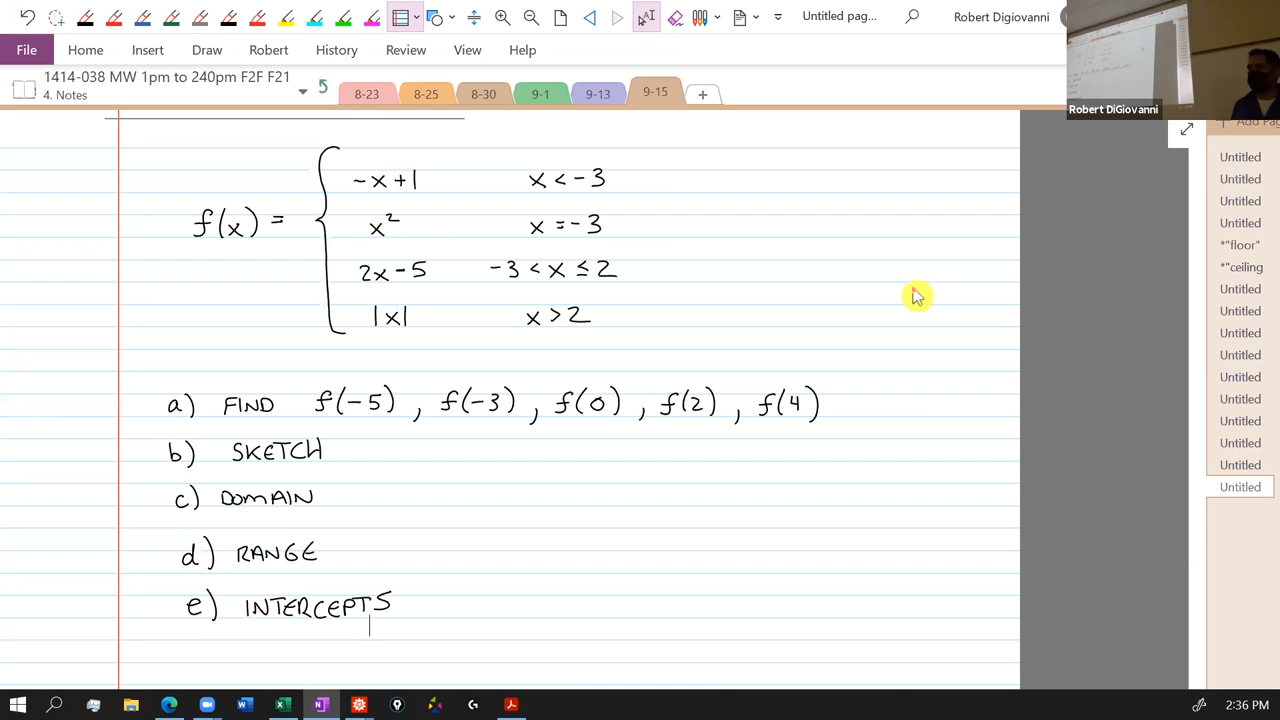 Untitled pag...
Robert Digiovanni
File Home Insert Draw Robert History Review View Help
1414-038 MW 1pm to 240pm F2F F21
4. Notes
8-23 8-25 8-30 9-1 9-13 9-15
Robert DiGiovanni
Add Pag
-x+1 x < -3
f(x) = x² x = -3
2x-5 -3 < x ≤ 2
|x| x > 2
a) FIND f(-5) , f(-3) , f(0) , f(2) , f(4)
b) SKETCH
c) DOMAIN
d) RANGE
e) INTERCEPTS
Untitled
Untitled
Untitled
Untitled
*"floor"
*"ceiling
Untitled
Untitled
Untitled
Untitled
Untitled
Untitled
Untitled
Untitled
Untitled
Untitled
2:36 PM